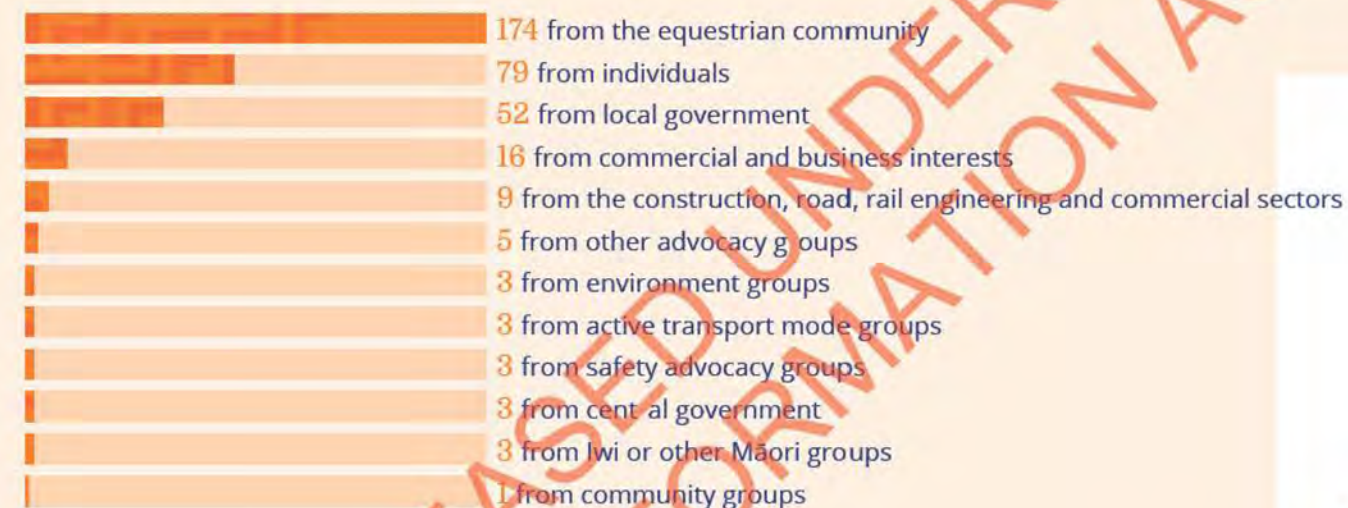 174 from the equestrian community
79 from individuals
52 from local government
16 from commercial and business interests
9 from the construction, road, rail engineering and commercial sectors
5 from other advocacy g oups
3 from environment groups
3 from active transport mode groups
3 from safety advocacy groups
3 from cent al government
3 from Iwi or other Māori groups
1 from community groups
EASED UNDER
FORMATION A